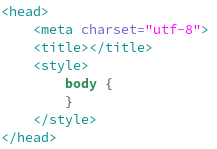 <head>
    <meta charset="utf-8">
    <title></title>
    <style>
        body {
        }
    </style>
</head>